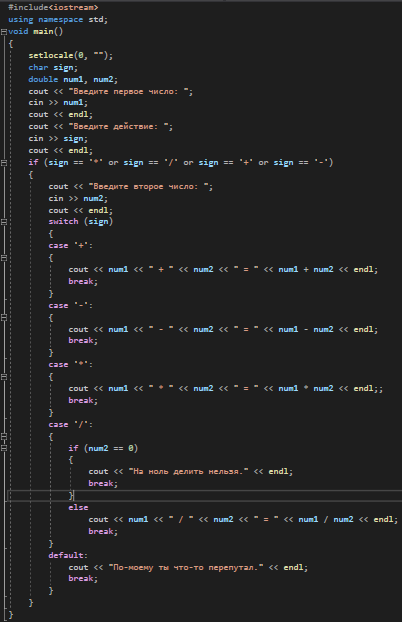 #include<iostream>
using namespace std;
void main()
{
    setlocale(0, "");
    char sign;
    double num1, num2;
    cout << "Введите первое число: ";
    cin >> num1;
    cout << endl;
    cout << "Введите действие: ";
    cin >> sign;
    cout << endl;
    if (sign == '*' or sign == '/' or sign == '+' or sign == '-')
    {
        cout << "Введите второе число: ";
        cin >> num2;
        cout << endl;
        switch (sign)
        {
        case '+':
        {
            cout << num1 << " + " << num2 << " = " << num1 + num2 << endl;
            break;
        }
        case '-':
        {
            cout << num1 << " - " << num2 << " = " << num1 - num2 << endl;
            break;
        }
        case '*':
        {
            cout << num1 << " * " << num2 << " = " << num1 * num2 << endl;;
            break;
        }
        case '/':
        {
            if (num2 == 0)
            {
                cout << "На ноль делить нельзя." << endl;
                break;
            }
            else
                cout << num1 << " / " << num2 << " = " << num1 / num2 << endl;
                break;
        }
        default:
            cout << "По-моему ты что-то перепутал." << endl;
            break;
        }
    }
}